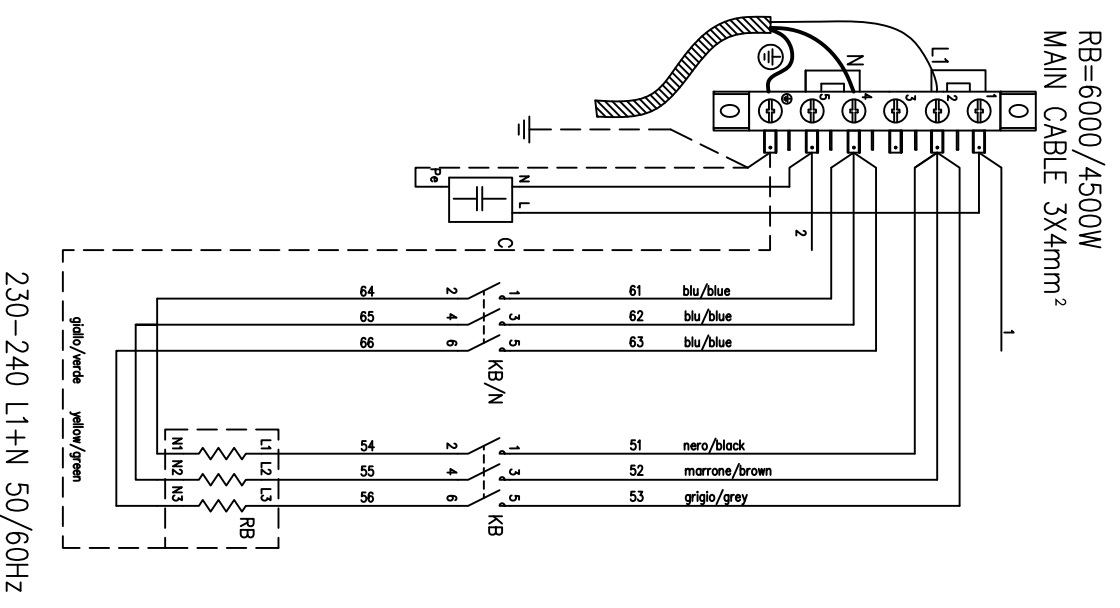 RB=6000/4500W
MAIN CABLE 3X4mm²
L1
N
1
2
3
4
5
1
2
Pe
N
L
C
64
2
1
61
blu/blue
65
4
3
62
blu/blue
66
6
5
63
blu/blue
KB/N
54
2
1
51
nero/black
55
4
3
52
marrone/brown
56
6
5
53
grigio/grey
KB
N1
L1
N2
L2
N3
L3
RB
giallo/verde yellow/green
230-240 L1+N 50/60Hz